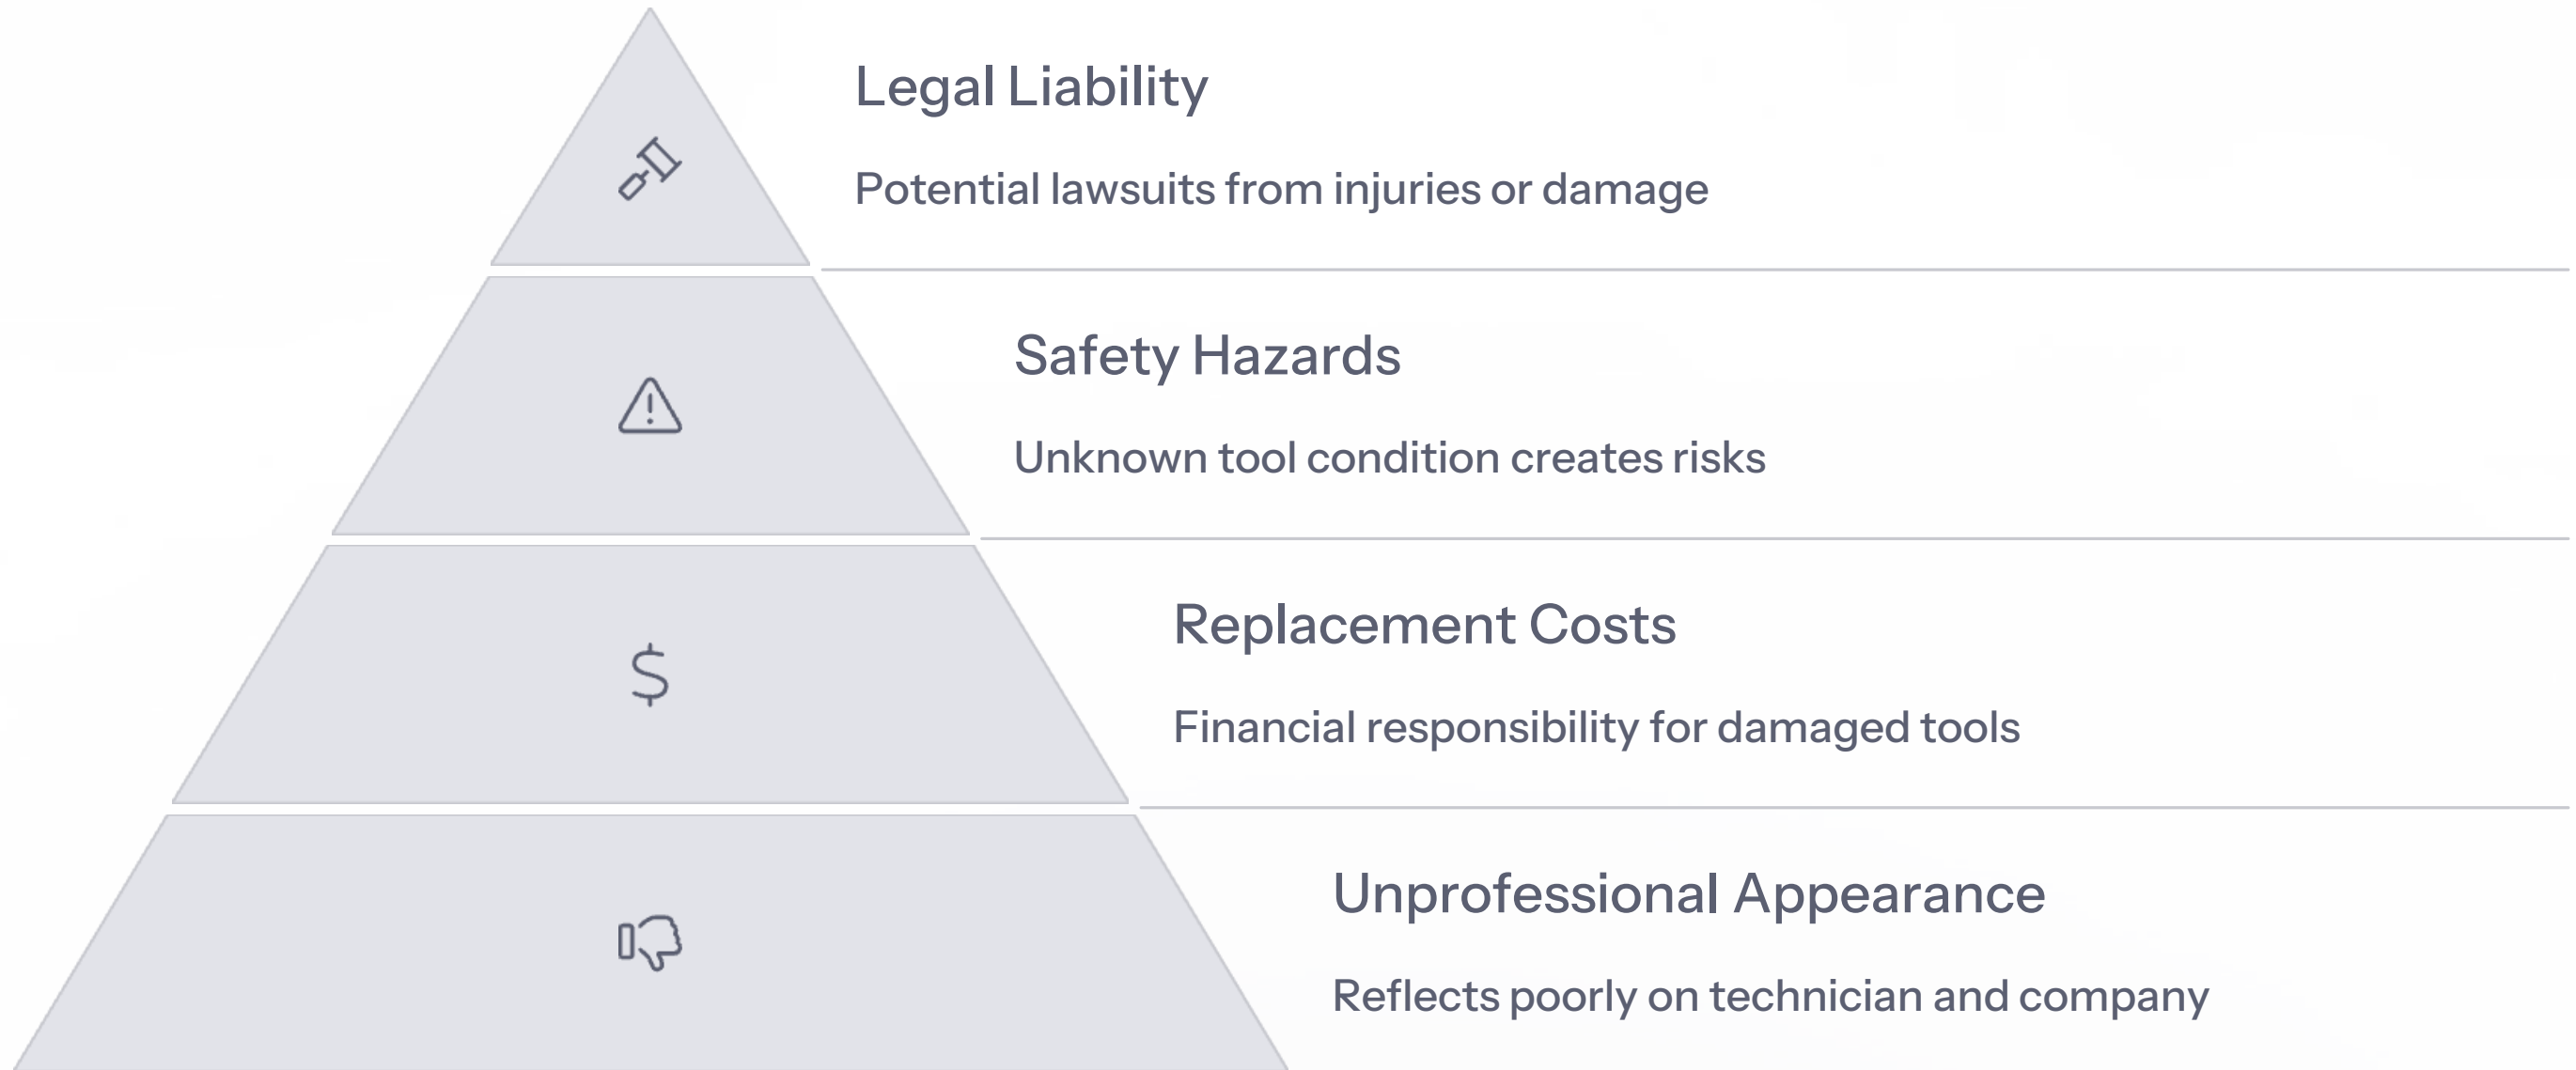 Legal Liability
Potential lawsuits from injuries or damage
Safety Hazards
Unknown tool condition creates risks
$
Replacement Costs
Financial responsibility for damaged tools
Unprofessional Appearance
Reflects poorly on technician and company